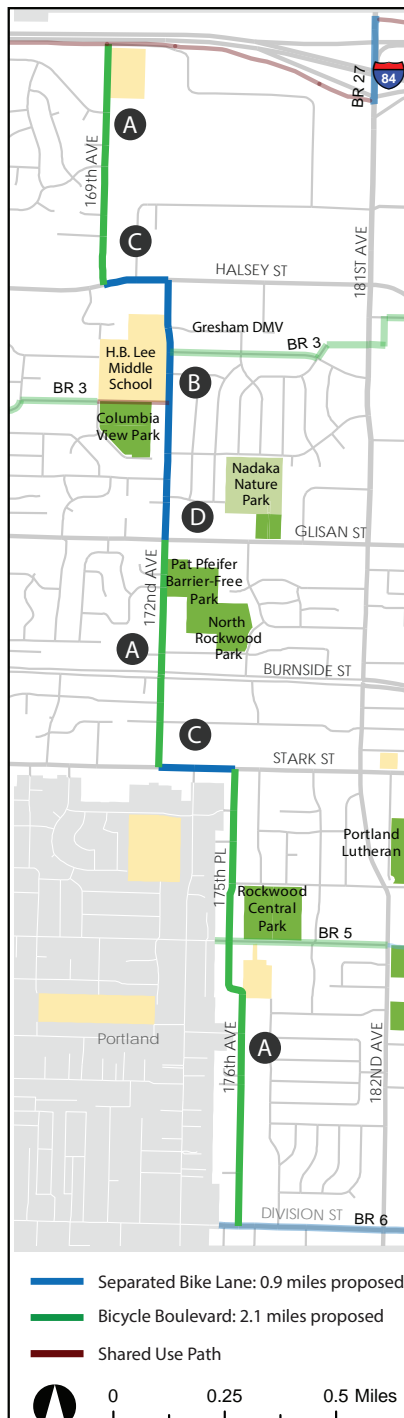 BR 27
84
A
169th AVE
C
HALSEY ST
181ST AVE
Gresham DMV
BR 3
H.B. Lee
Middle
School
BR 3
B
Columbia
View Park
Nadaka
Nature
Park
D
GLISAN ST
172nd AVE
Pat Pfeifer
Barrier-Free
Park
North
Rockwood
Park
A
BURNSIDE ST
C
STARK ST
175th PL
Portland
Lutheran
Rockwood
Central
Park
BR 5
Portland
176th AVE
A
182ND AVE
DIVISION ST
BR 6
Separated Bike Lane: 0.9 miles proposed
Bicycle Boulevard: 2.1 miles proposed
Shared Use Path
0 0.25 0.5 Miles